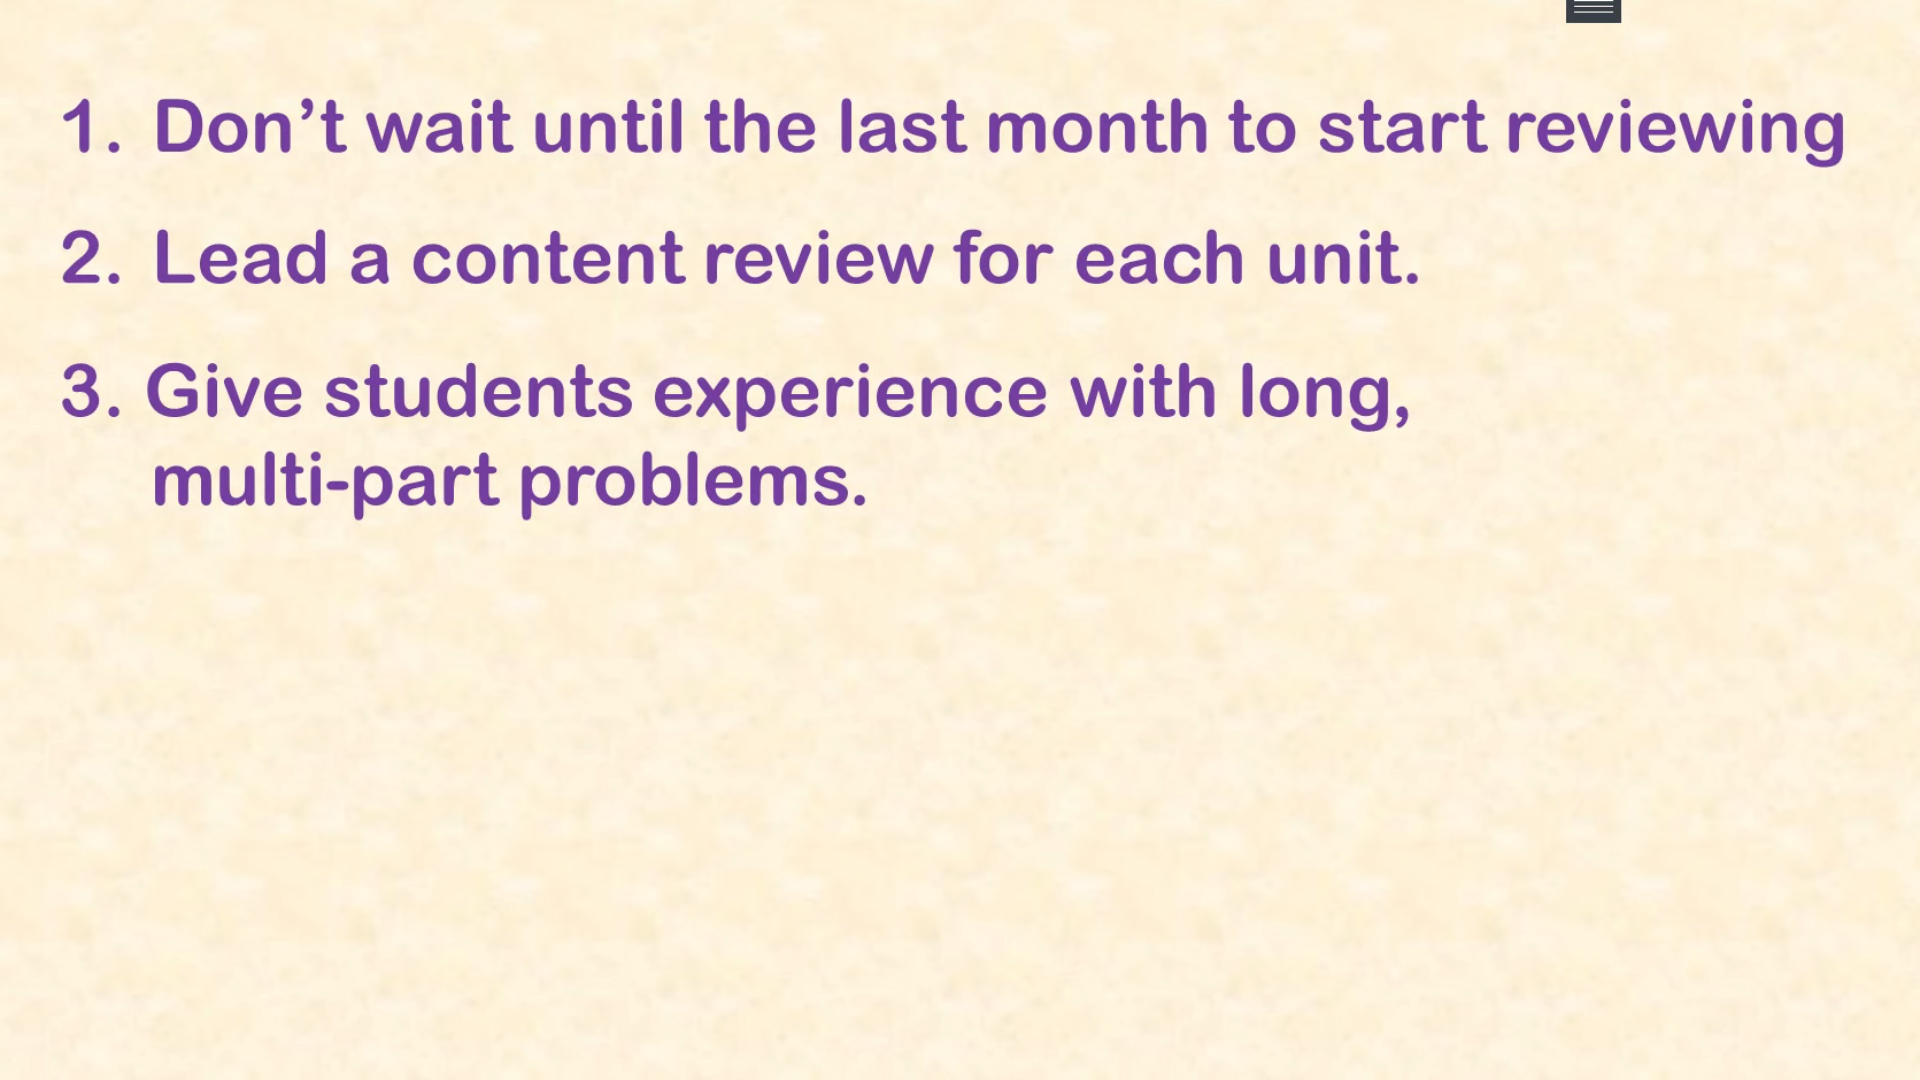 1. Don’t wait until the last month to start reviewing
2. Lead a content review for each unit.
3. Give students experience with long,
multi-part problems.